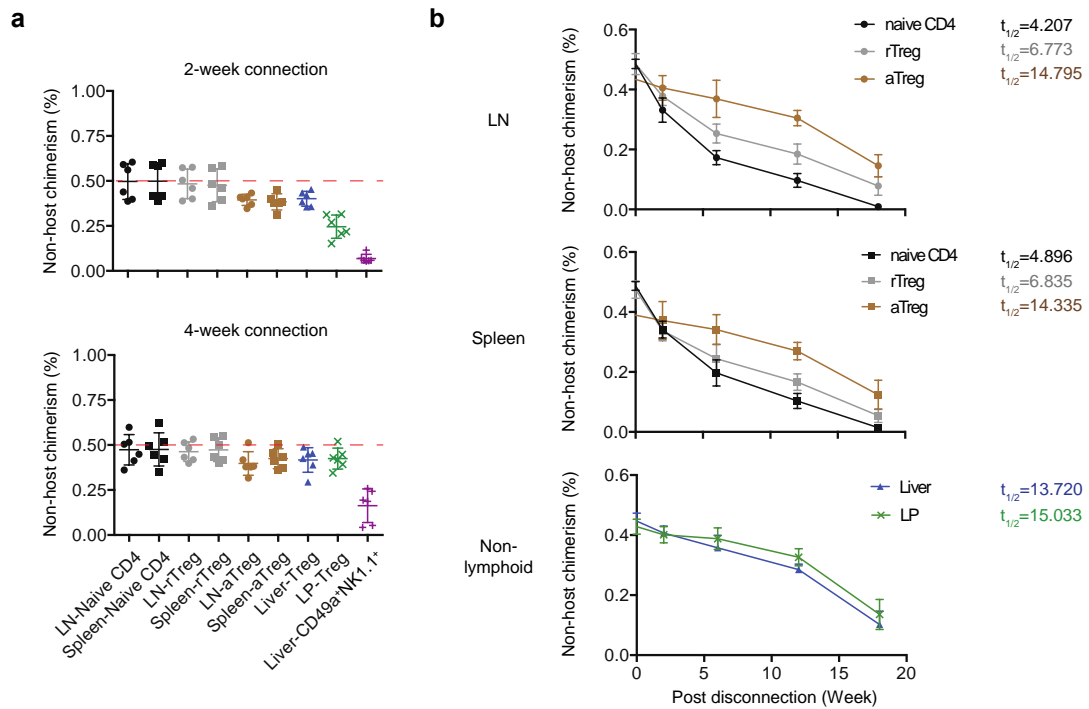 a
2-week connection
Non-host chimerism (%)
1.00
0.75
0.50
0.25
0.00
4-week connection
Non-host chimerism (%)
1.00
0.75
0.50
0.25
0.00
LN-Naive CD4
Spleen-Naive CD4
LN-rTreg
Spleen-rTreg
LN-aTreg
Spleen-aTreg
Liver-Treg
LP-Treg
Liver-CD49a⁺NK1.1⁺
b
LN
Non-host chimerism (%)
0.6
0.4
0.2
0.0
naive CD4 t1/2=4.207
rTreg t1/2=6.773
aTreg t1/2=14.795
Spleen
Non-host chimerism (%)
0.6
0.4
0.2
0.0
naive CD4 t1/2=4.896
rTreg t1/2=6.835
aTreg t1/2=14.335
Non-
lymphoid
Non-host chimerism (%)
0.6
0.4
0.2
0.0
Liver t1/2=13.720
LP t1/2=15.033
0 5 10 15 20
Post disconnection (Week)